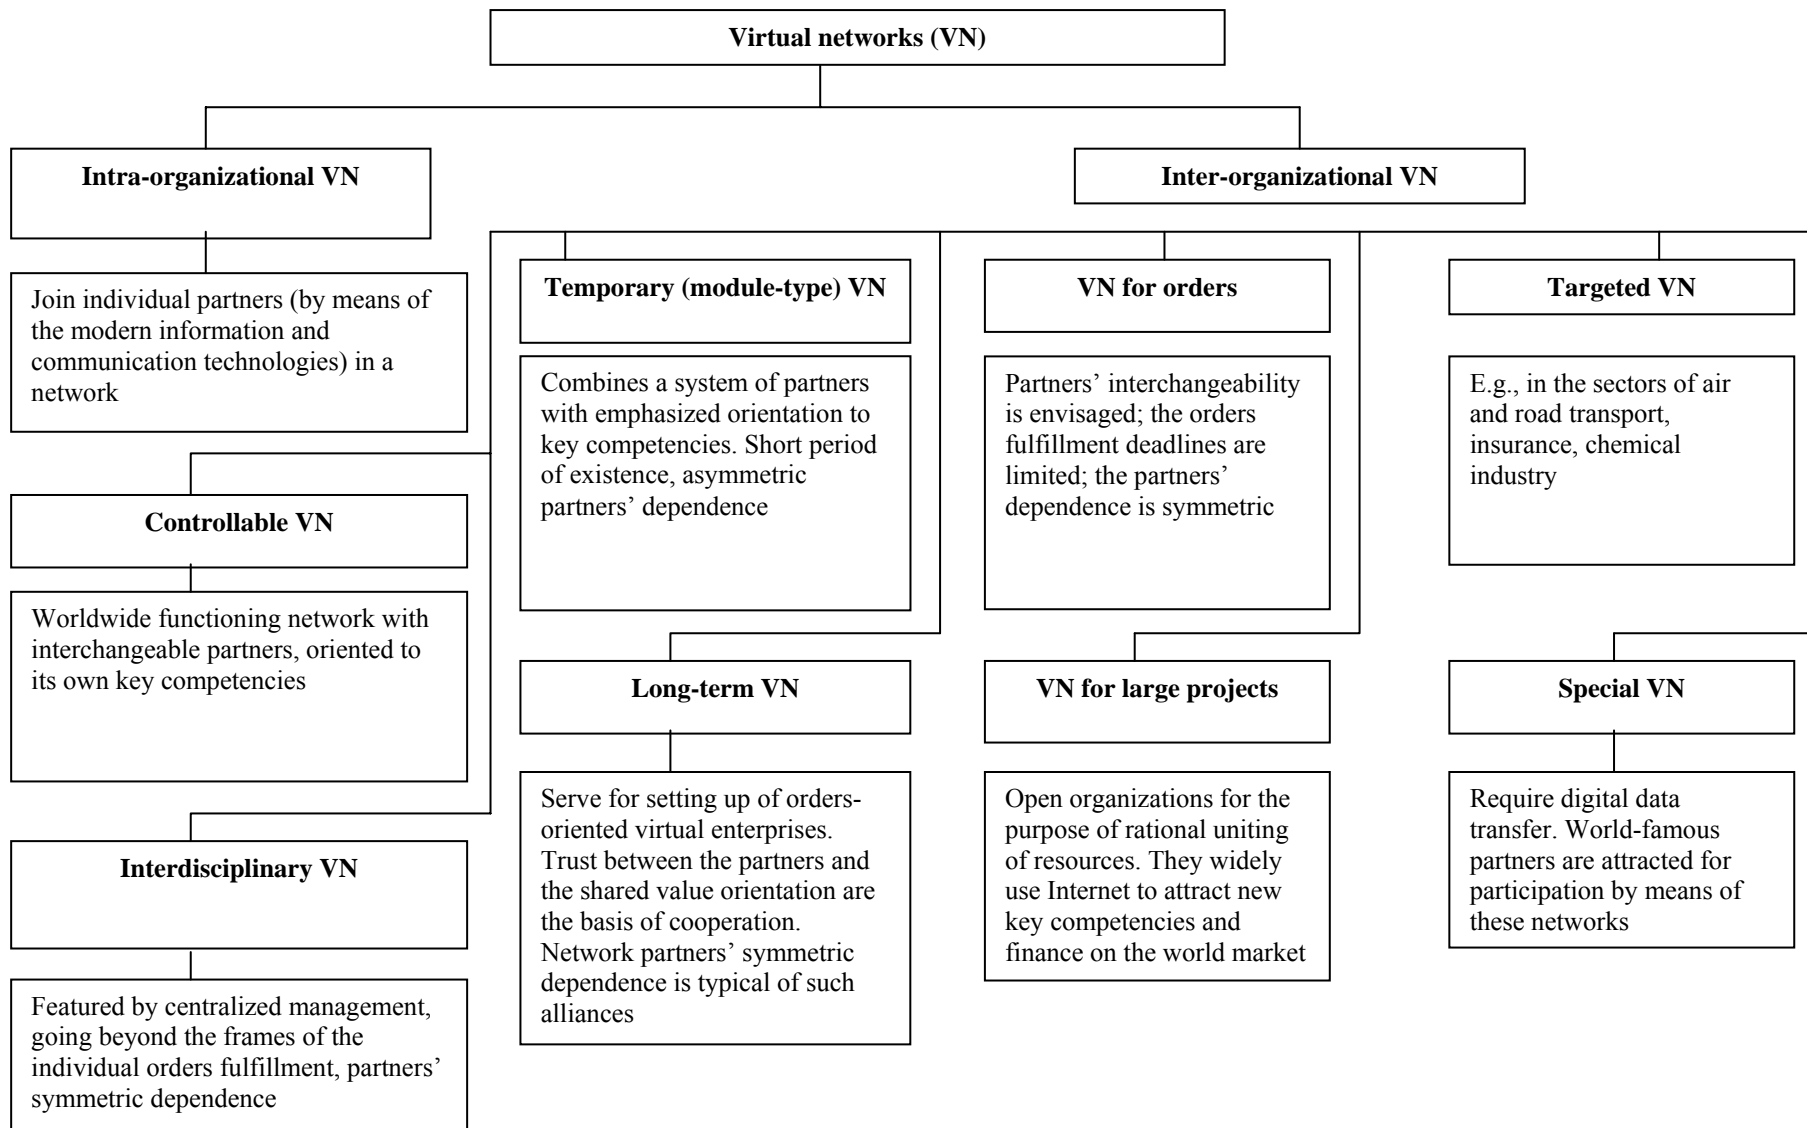 Virtual networks (VN)
Intra-organizational VN
Inter-organizational VN
Join individual partners (by means of
the modern information and
communication technologies) in a
network
Temporary (module-type) VN
VN for orders
Targeted VN
Combines a system of partners
with emphasized orientation to
key competencies. Short period
of existence, asymmetric
partners’ dependence
Partners’ interchangeability
is envisaged; the orders
fulfillment deadlines are
limited; the partners’
dependence is symmetric
E.g., in the sectors of air
and road transport,
insurance, chemical
industry
Controllable VN
Worldwide functioning network with
interchangeable partners, oriented to
its own key competencies
Long-term VN
VN for large projects
Special VN
Serve for setting up of orders-
oriented virtual enterprises.
Trust between the partners and
the shared value orientation are
the basis of cooperation.
Network partners’ symmetric
dependence is typical of such
alliances
Open organizations for the
purpose of rational uniting
of resources. They widely
use Internet to attract new
key competencies and
finance on the world market
Require digital data
transfer. World-famous
partners are attracted for
participation by means of
these networks
Interdisciplinary VN
Featured by centralized management,
going beyond the frames of the
individual orders fulfillment, partners’
symmetric dependence